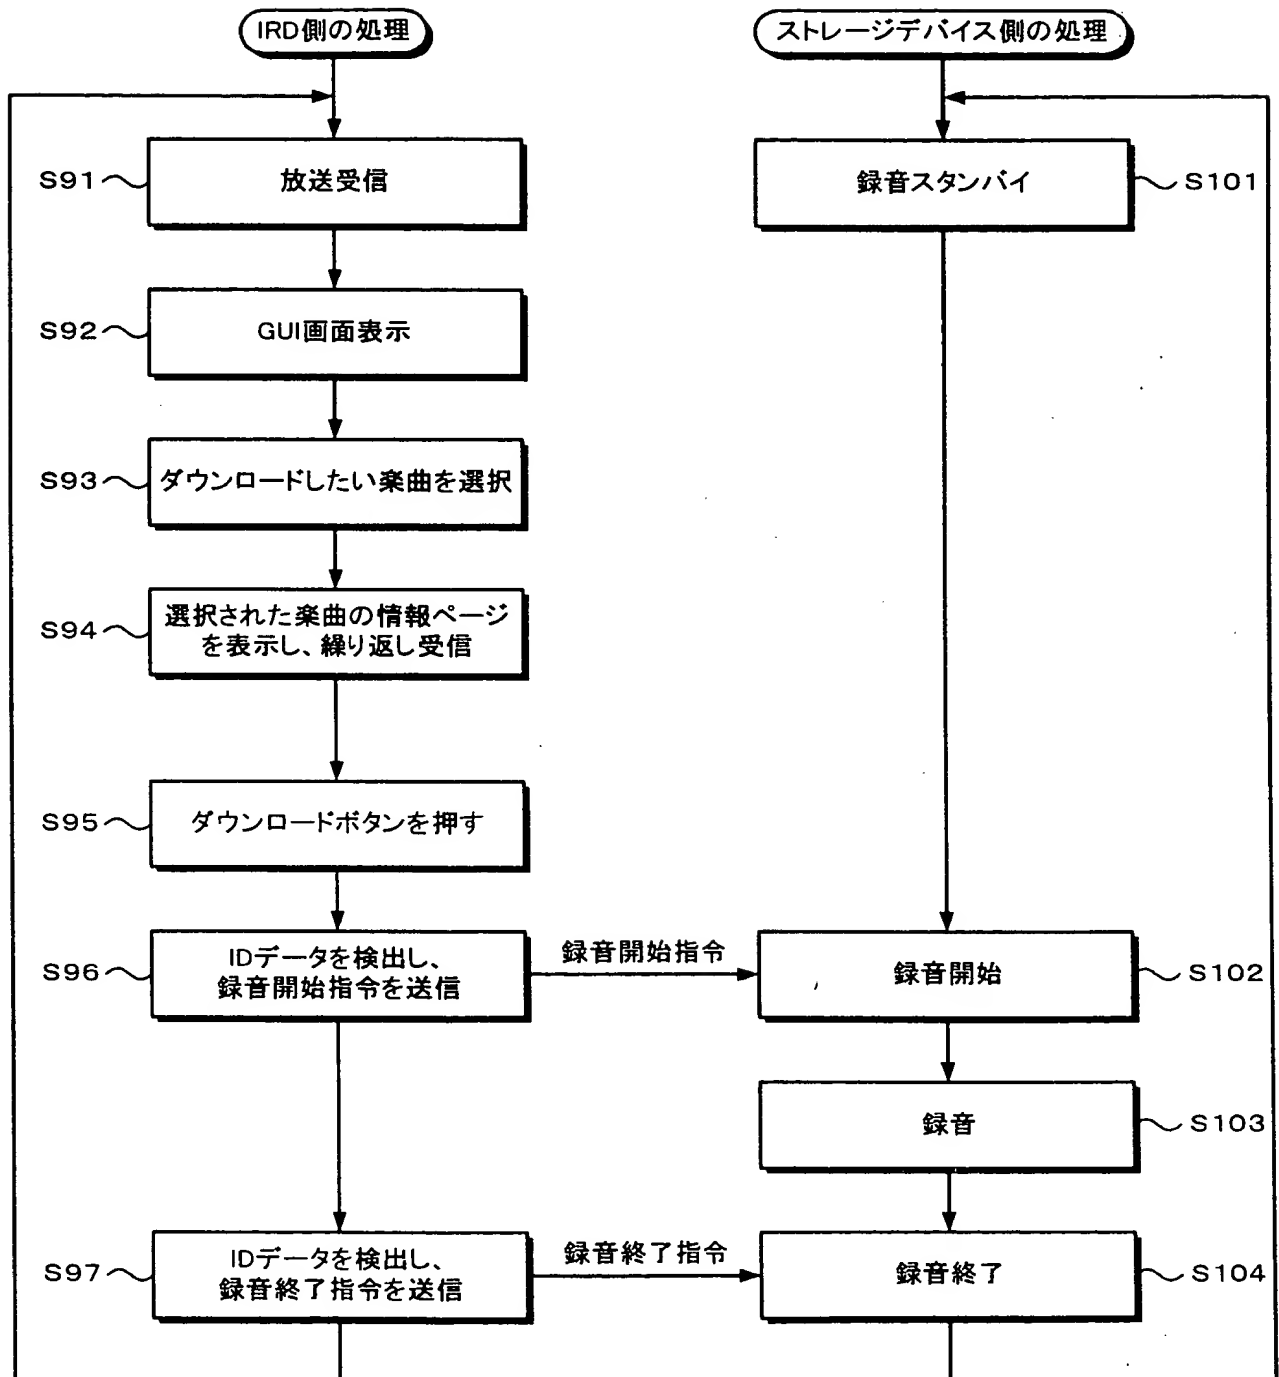 IRD側の処理
ストレージデバイス側の処理
S91
放送受信
録音スタンバイ
S101
S92
GUI画面表示
S93
ダウンロードしたい楽曲を選択
S94
選択された楽曲の情報ページ
を表示し、繰り返し受信
S95
ダウンロードボタンを押す
S96
IDデータを検出し、
録音開始指令を送信
録音開始指令
録音開始
S102
録音
S103
S97
IDデータを検出し、
録音終了指令を送信
録音終了指令
録音終了
S104